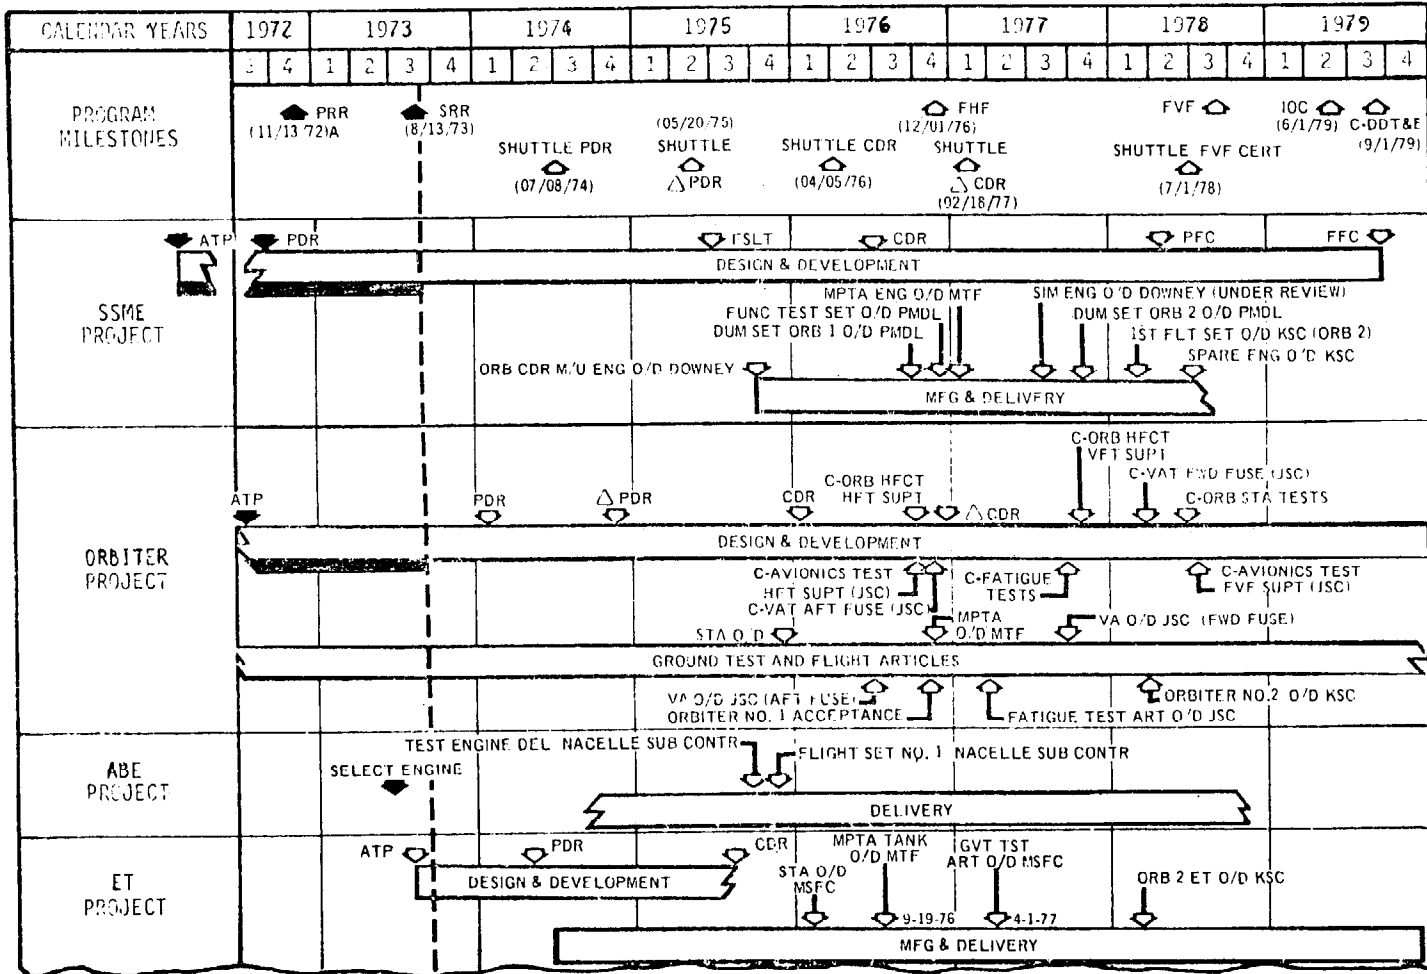 CALENDAR YEARS 1972 1973 1974 1975 1976 1977 1978 1979
3 4 1 2 3 4 1 2 3 4 1 2 3 4 1 2 3 4 1 2 3 4 1 2 3 4 1 2 3 4
PROGRAM
MILESTONES
PRR
(11/13/72)A
SRR
(8/13/73)
SHUTTLE PDR
(07/08/74)
(05/20/75)
SHUTTLE
△ PDR
SHUTTLE CDR
(04/05/76)
FHF
(12/01/76)
SHUTTLE
△ CDR
(02/18/77)
FVF
SHUTTLE FVF CERT
(7/1/78)
IOC
(6/1/79)
C-DDT&E
(9/1/79)
SSME
PROJECT
ATP
PDR
FSLT
CDR
PFC
FFC
DESIGN & DEVELOPMENT
MPTA ENG O/D MTF
FUNC TEST SET O/D PMDL
DUM SET ORB 1 O/D PMDL
ORB CDR M/U ENG O/D DOWNEY
SIM ENG O/D DOWNEY (UNDER REVIEW)
DUM SET ORB 2 O/D PMDL
1ST FLT SET O/D KSC (ORB 2)
SPARE ENG O/D KSC
MFG & DELIVERY
ORBITER
PROJECT
ATP
PDR
△ PDR
CDR
C-ORB HFCT
HFT SUPT
△ CDR
C-ORB HFCT
VFT SUPT
C-VAT FWD FUSE (JSC)
C-ORB STA TESTS
DESIGN & DEVELOPMENT
C-AVIONICS TEST
HFT SUPT (JSC)
C-VAT AFT FUSE (JSC)
C-FATIGUE
TESTS
C-AVIONICS TEST
FVF SUPT (JSC)
STA O/D
MPTA
O/D MTF
VA O/D JSC (FWD FUSE)
GROUND TEST AND FLIGHT ARTICLES
VA O/D JSC (AFT FUSE)
ORBITER NO. 1 ACCEPTANCE
FATIGUE TEST ART O/D JSC
ORBITER NO.2 O/D KSC
ABE
PROJECT
SELECT ENGINE
TEST ENGINE DEL NACELLE SUB CONTR
FLIGHT SET NO. 1 NACELLE SUB CONTR
DELIVERY
ET
PROJECT
ATP
PDR
CDR
DESIGN & DEVELOPMENT
STA O/D
MSFC
MPTA TANK
O/D MTF
9-19-76
GVT TST
ART O/D MSFC
4-1-77
ORB 2 ET O/D KSC
MFG & DELIVERY